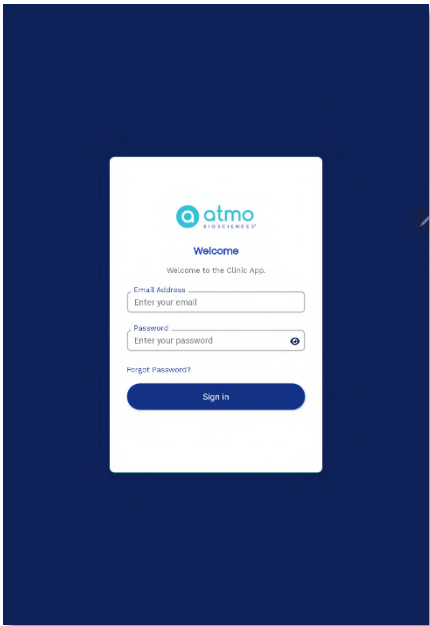 atmo
BIOSCIENCES
Welcome
Welcome to the Clinic App.
Email Address
Enter your email
Password
Enter your password
Forgot Password?
Sign in